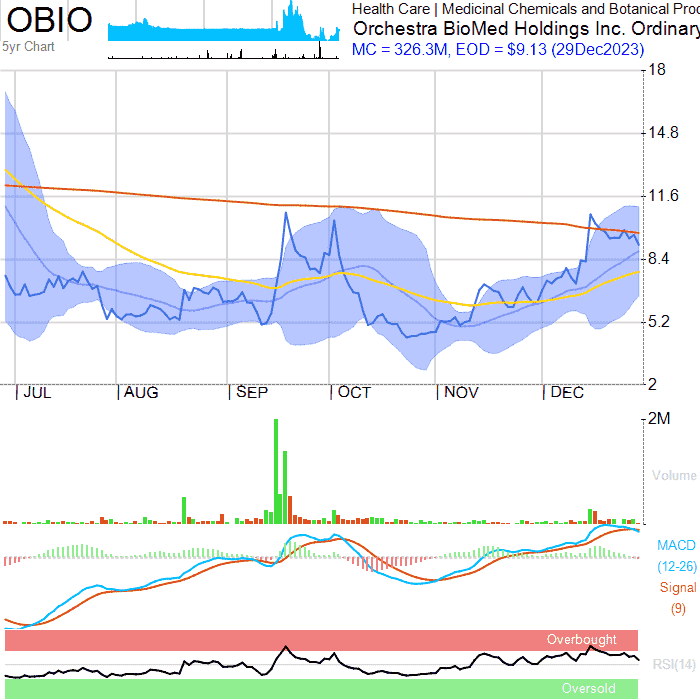 OBIO
5yr Chart
Health Care | Medicinal Chemicals and Botanical Prod
Orchestra BioMed Holdings Inc. Ordinary
MC = 326.3M, EOD = $9.13 (29Dec2023)
18
14.8
11.6
8.4
5.2
2
JUL AUG SEP OCT NOV DEC
2M
Volume
MACD
(12-26)
Signal
(9)
Overbought
RSI(14)
Oversold